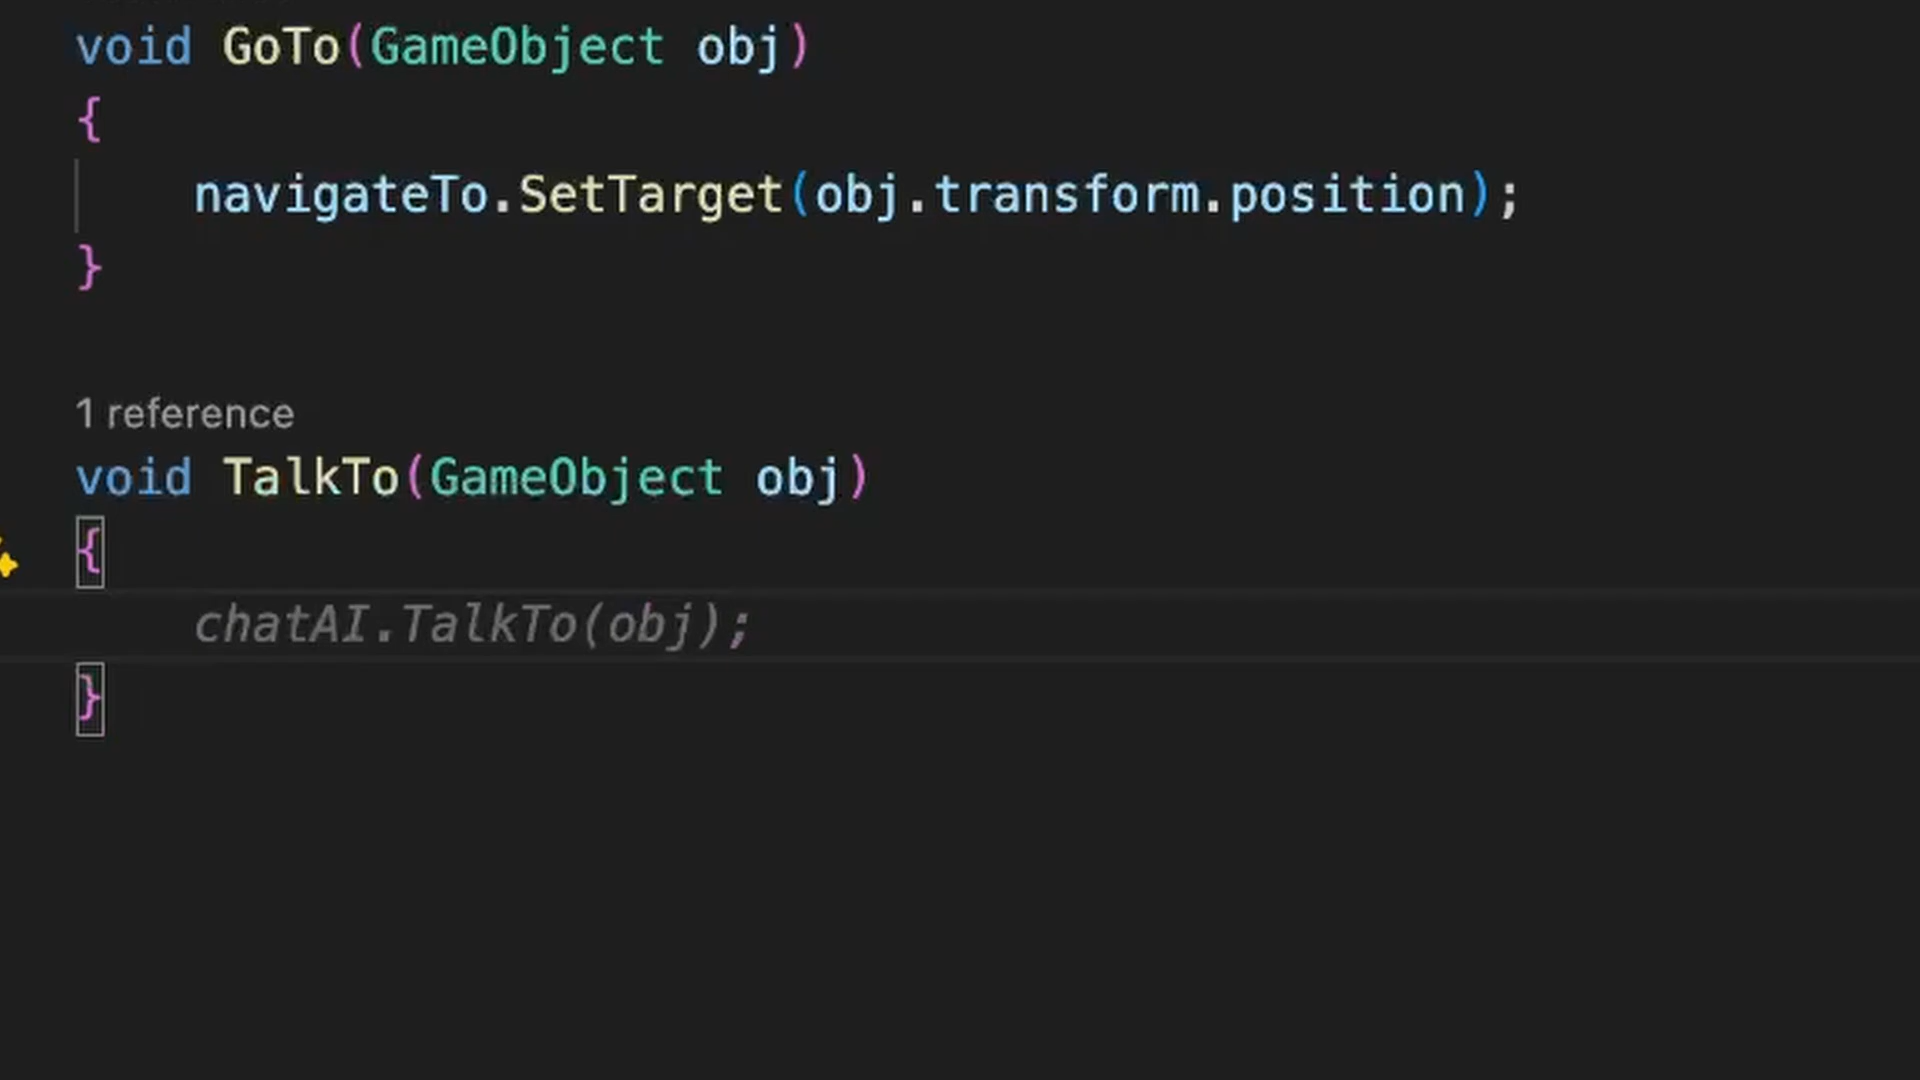 void GoTo(GameObject obj)
{
navigateTo.SetTarget(obj.transform.position);
}
1 reference
void TalkTo(GameObject obj)
{
chatAI.TalkTo(obj);
}